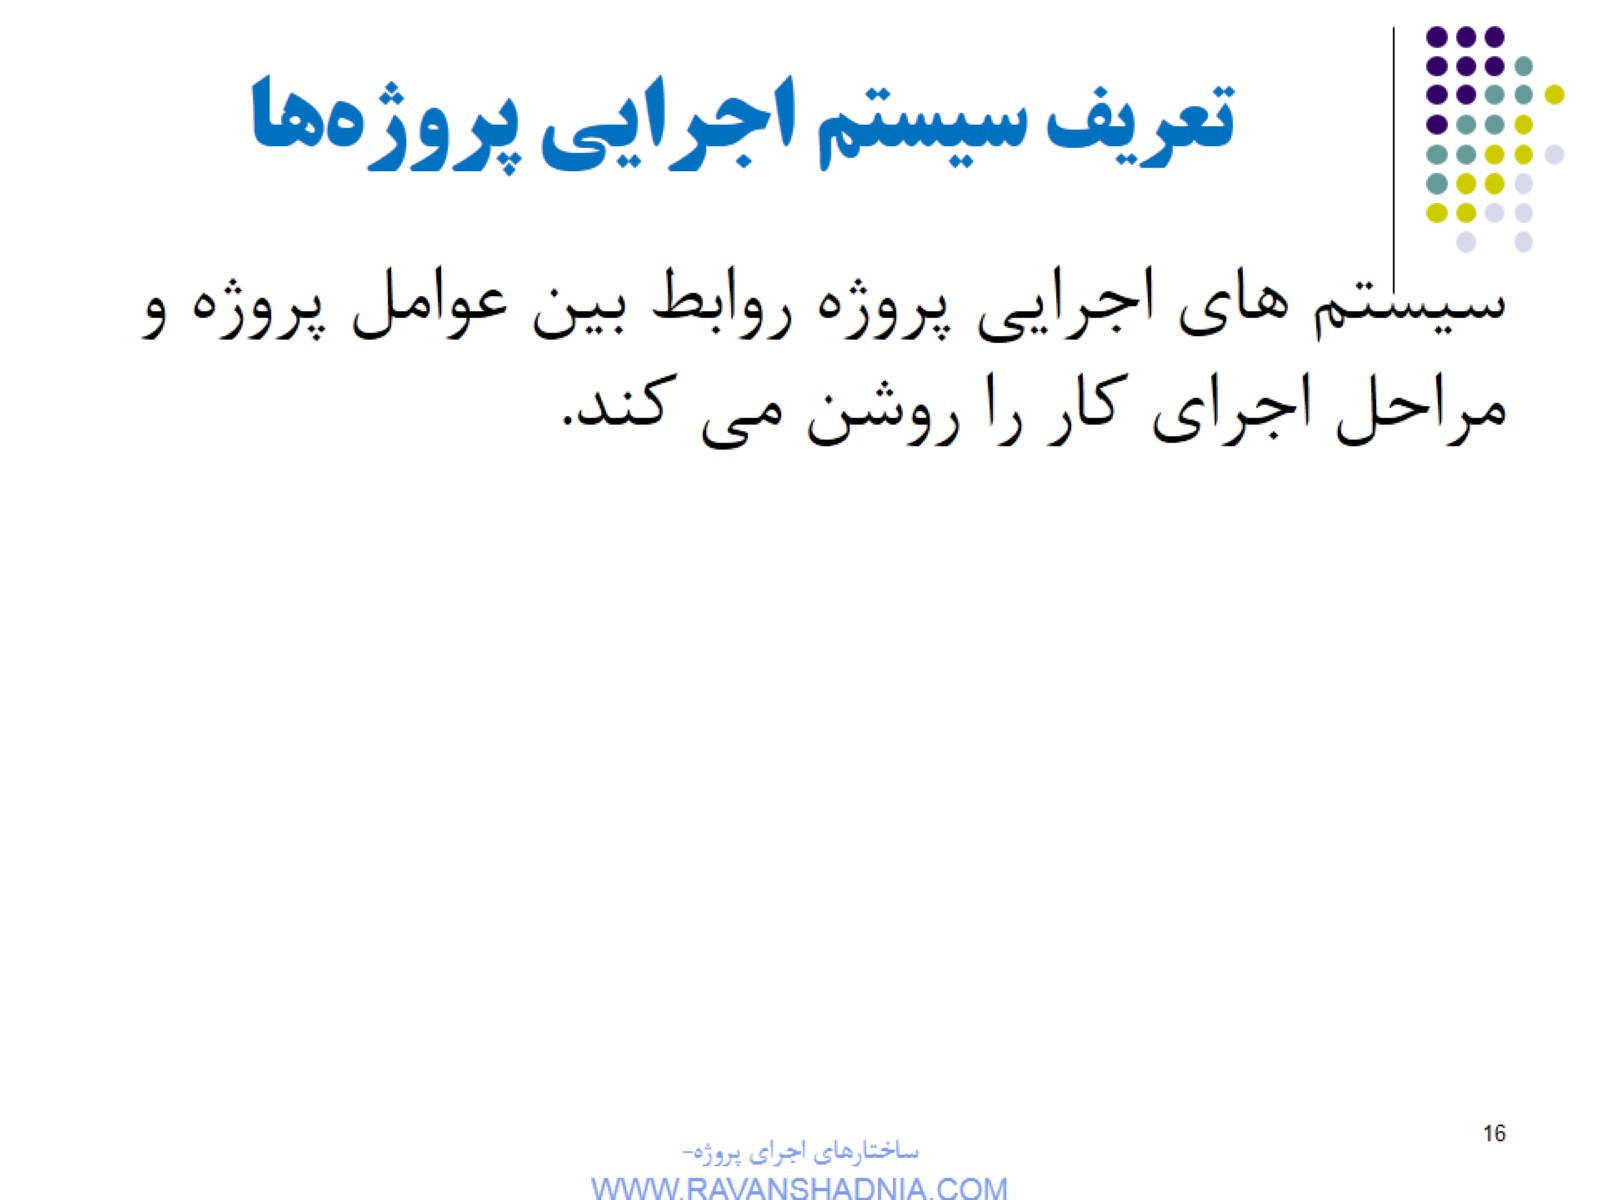 تعریف سیستم اجرایی پروژه‌ها
سیستم های اجرایی پروژه روابط بین عوامل پروژه و
مراحل اجرای کار را روشن می کند.
16
ساختارهای اجرای پروژه-
WWW.RAVANSHADNIA.COM